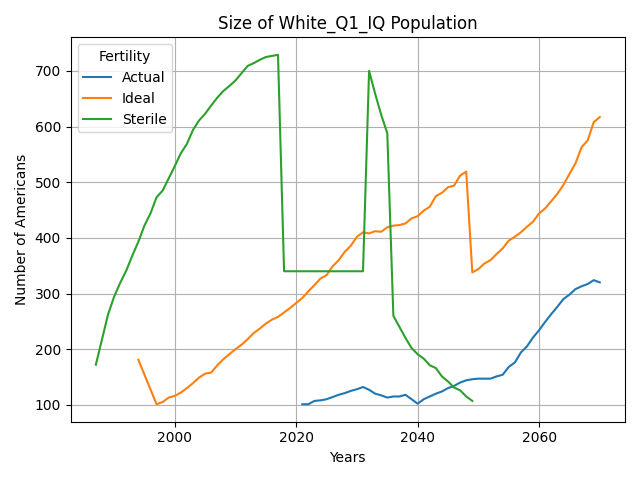 Size of White_Q1_IQ Population
Fertility
Actual
Ideal
Sterile
Number of Americans
700
600
500
400
300
200
100
2000
2020
2040
2060
Years